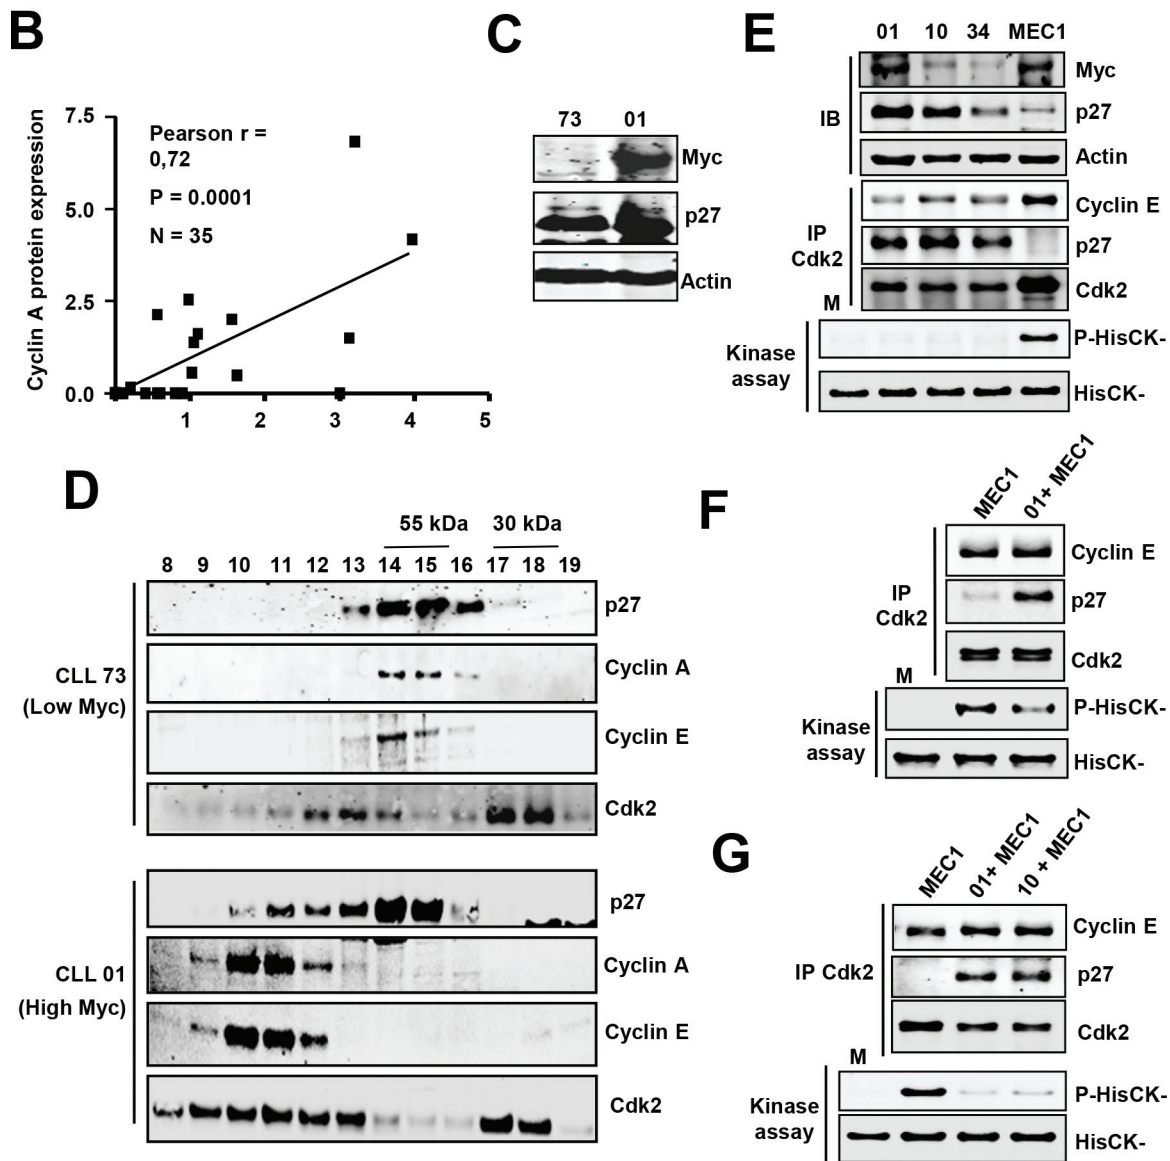 B
Cyclin A protein expression
7.5
5.0
2.5
0.0
Pearson r =
0,72
P = 0.0001
N = 35
1 2 3 4 5
C
73 01
Myc
p27
Actin
D
55 kDa 30 kDa
8 9 10 11 12 13 14 15 16 17 18 19
CLL 73
(Low Myc)
p27
Cyclin A
Cyclin E
Cdk2
CLL 01
(High Myc)
p27
Cyclin A
Cyclin E
Cdk2
E
01 10 34 MEC1
IB
Myc
p27
Actin
IP
Cdk2
Cyclin E
p27
Cdk2
M
Kinase
assay
P-HisCK-
HisCK-
F
MEC1 01+ MEC1
IP
Cdk2
Cyclin E
p27
Cdk2
M
Kinase
assay
P-HisCK-
HisCK-
G
MEC1 01+ MEC1 10 + MEC1
IP Cdk2
Cyclin E
p27
Cdk2
M
Kinase
assay
P-HisCK-
HisCK-